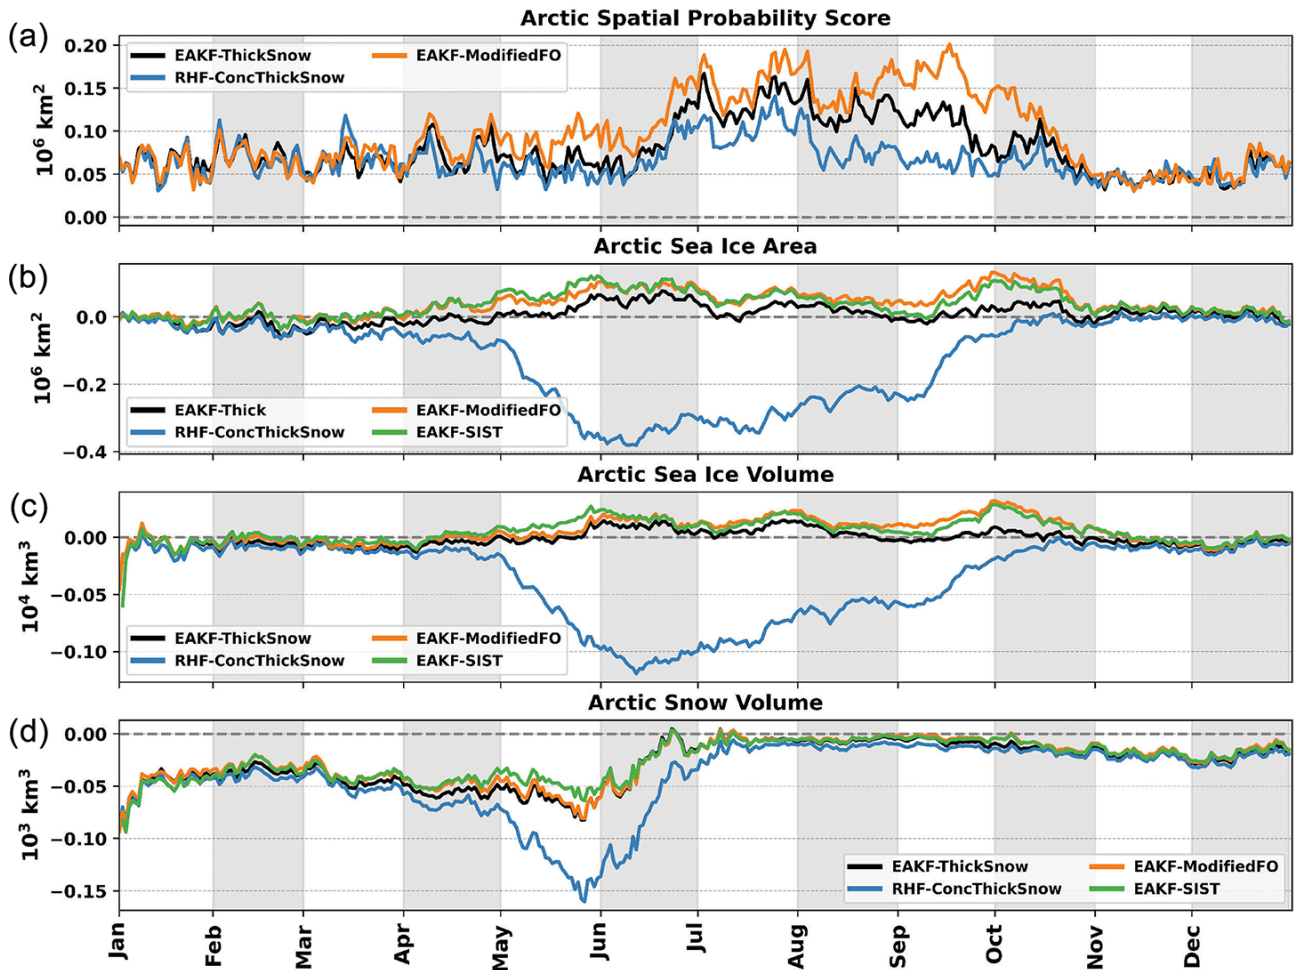 Arctic Spatial Probability Score
(a)
0.20
0.15
0.10
0.05
0.00
10⁶ km²
EAKF-ThickSnow
EAKF-ModifiedFO
RHF-ConcThickSnow
Arctic Sea Ice Area
(b)
0.0
−0.2
−0.4
10⁶ km²
EAKF-Thick
EAKF-ModifiedFO
RHF-ConcThickSnow
EAKF-SIST
Arctic Sea Ice Volume
(c)
0.00
−0.05
−0.10
10⁴ km³
EAKF-ThickSnow
EAKF-ModifiedFO
RHF-ConcThickSnow
EAKF-SIST
Arctic Snow Volume
(d)
0.00
−0.05
−0.10
−0.15
10³ km³
EAKF-ThickSnow
EAKF-ModifiedFO
RHF-ConcThickSnow
EAKF-SIST
Jan Feb Mar Apr May Jun Jul Aug Sep Oct Nov Dec